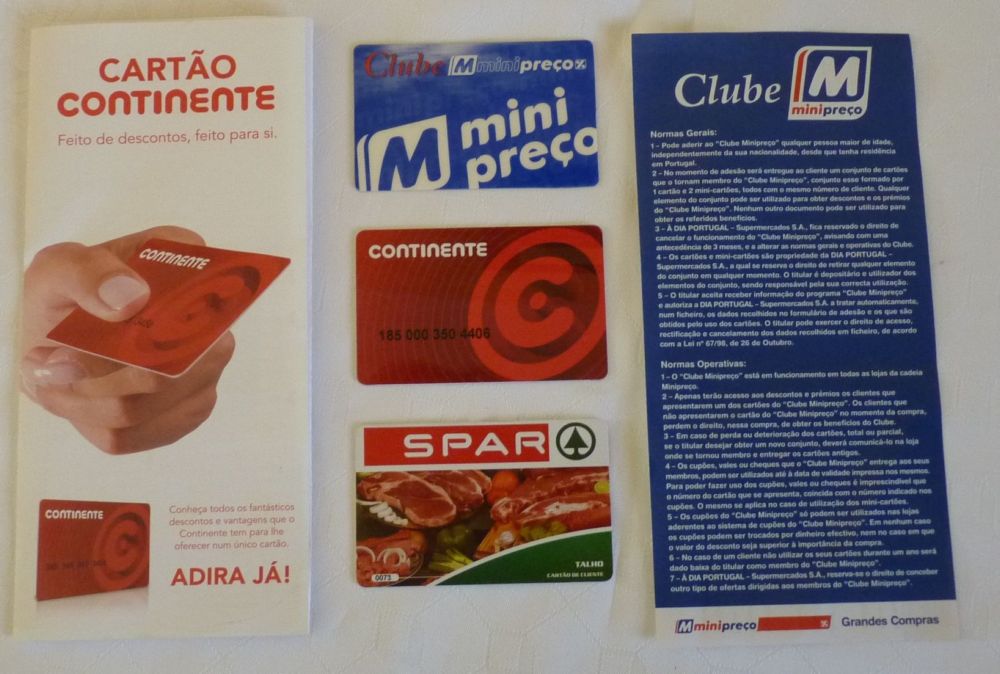 CARTÃO
CONTINENTE
Feito de descontos, feito para si.
CONTINENTE
CONTINENTE
Conheça todos os fantásticos
descontos e vantagens que o
Continente tem para lhe
oferecer num único cartão.
ADIRA JÁ!
Clube M minipreço
M mini
preço
CONTINENTE
185 000 350 4406
SPAR
TALHO
CARTÃO DE CLIENTE
0073
Clube M
minipreço
Normas Gerais:
1 – Pode aderir ao "Clube Minipreço" qualquer pessoa maior de idade,
independentemente da sua nacionalidade, desde que tenha residência
em Portugal.
2 – No momento de adesão será entregue ao cliente um conjunto de cartões
que o tornam membro do "Clube Minipreço", conjunto esse formado por
1 cartão e 2 mini-cartões, todos com o mesmo número de cliente. Qualquer
elemento do conjunto pode ser utilizado para obter descontos e os prémios
do "Clube Minipreço". Nenhum outro documento pode ser utilizado para
obter os referidos benefícios.
3 – À DIA PORTUGAL – Supermercados S.A., fica reservado o direito de
cancelar o funcionamento do "Clube Minipreço", avisando com uma
antecedência de 3 meses, e a alterar as normas gerais e operativas do Clube.
4 – Os cartões e mini-cartões são propriedade da DIA PORTUGAL –
Supermercados S.A., a qual se reserva o direito de retirar qualquer elemento
do conjunto em qualquer momento. O titular é depositário e utilizador dos
elementos do conjunto, sendo responsável pela sua correcta utilização.
5 – O titular aceita receber informação do programa "Clube Minipreço"
e autoriza a DIA PORTUGAL – Supermercados S.A. a tratar automaticamente,
num ficheiro, os dados recolhidos no formulário de adesão e os que são
obtidos pelo uso dos cartões. O titular pode exercer o direito de acesso,
rectificação e cancelamento dos dados recolhidos em ficheiro, de acordo
com a Lei nº 67/98, de 26 de Outubro.
Normas Operativas:
1 – O "Clube Minipreço" está em funcionamento em todas as lojas da cadeia
Minipreço.
2 – Apenas terão acesso aos descontos e prémios os clientes que
apresentarem um dos cartões do "Clube Minipreço". Os clientes que
não apresentarem o cartão do "Clube Minipreço" no momento da compra,
perdem o direito, nessa compra, de obter os benefícios do Clube.
3 – Em caso de perda ou deterioração dos cartões, total ou parcial,
se o titular desejar obter um novo conjunto, deverá comunicá-lo na loja
onde se tornou membro e entregar os cartões antigos.
4 – Os cupões, vales ou cheques que o "Clube Minipreço" entrega aos seus
membros, podem ser utilizados até à data de validade impressa nos mesmos.
Para poder fazer uso dos cupões, vales ou cheques é imprescindível que
o número do cartão que se apresenta, coincida com o número indicado nos
cupões. O mesmo se aplica no caso de utilização dos mini-cartões.
5 – Os cupões do "Clube Minipreço" só podem ser utilizados nas lojas
aderentes ao sistema de cupões do "Clube Minipreço". Em nenhum caso
os cupões podem ser trocados por dinheiro efectivo, nem no caso em que
o valor do desconto seja superior à importância da compra.
6 – No caso de um cliente não utilizar os seus cartões durante um ano será
dado baixa do titular como membro do "Clube Minipreço".
7 – À DIA PORTUGAL – Supermercados S.A., reserva-se o direito de conceder
outro tipo de ofertas dirigidas aos membros do "Clube Minipreço".
M minipreço Grandes Compras